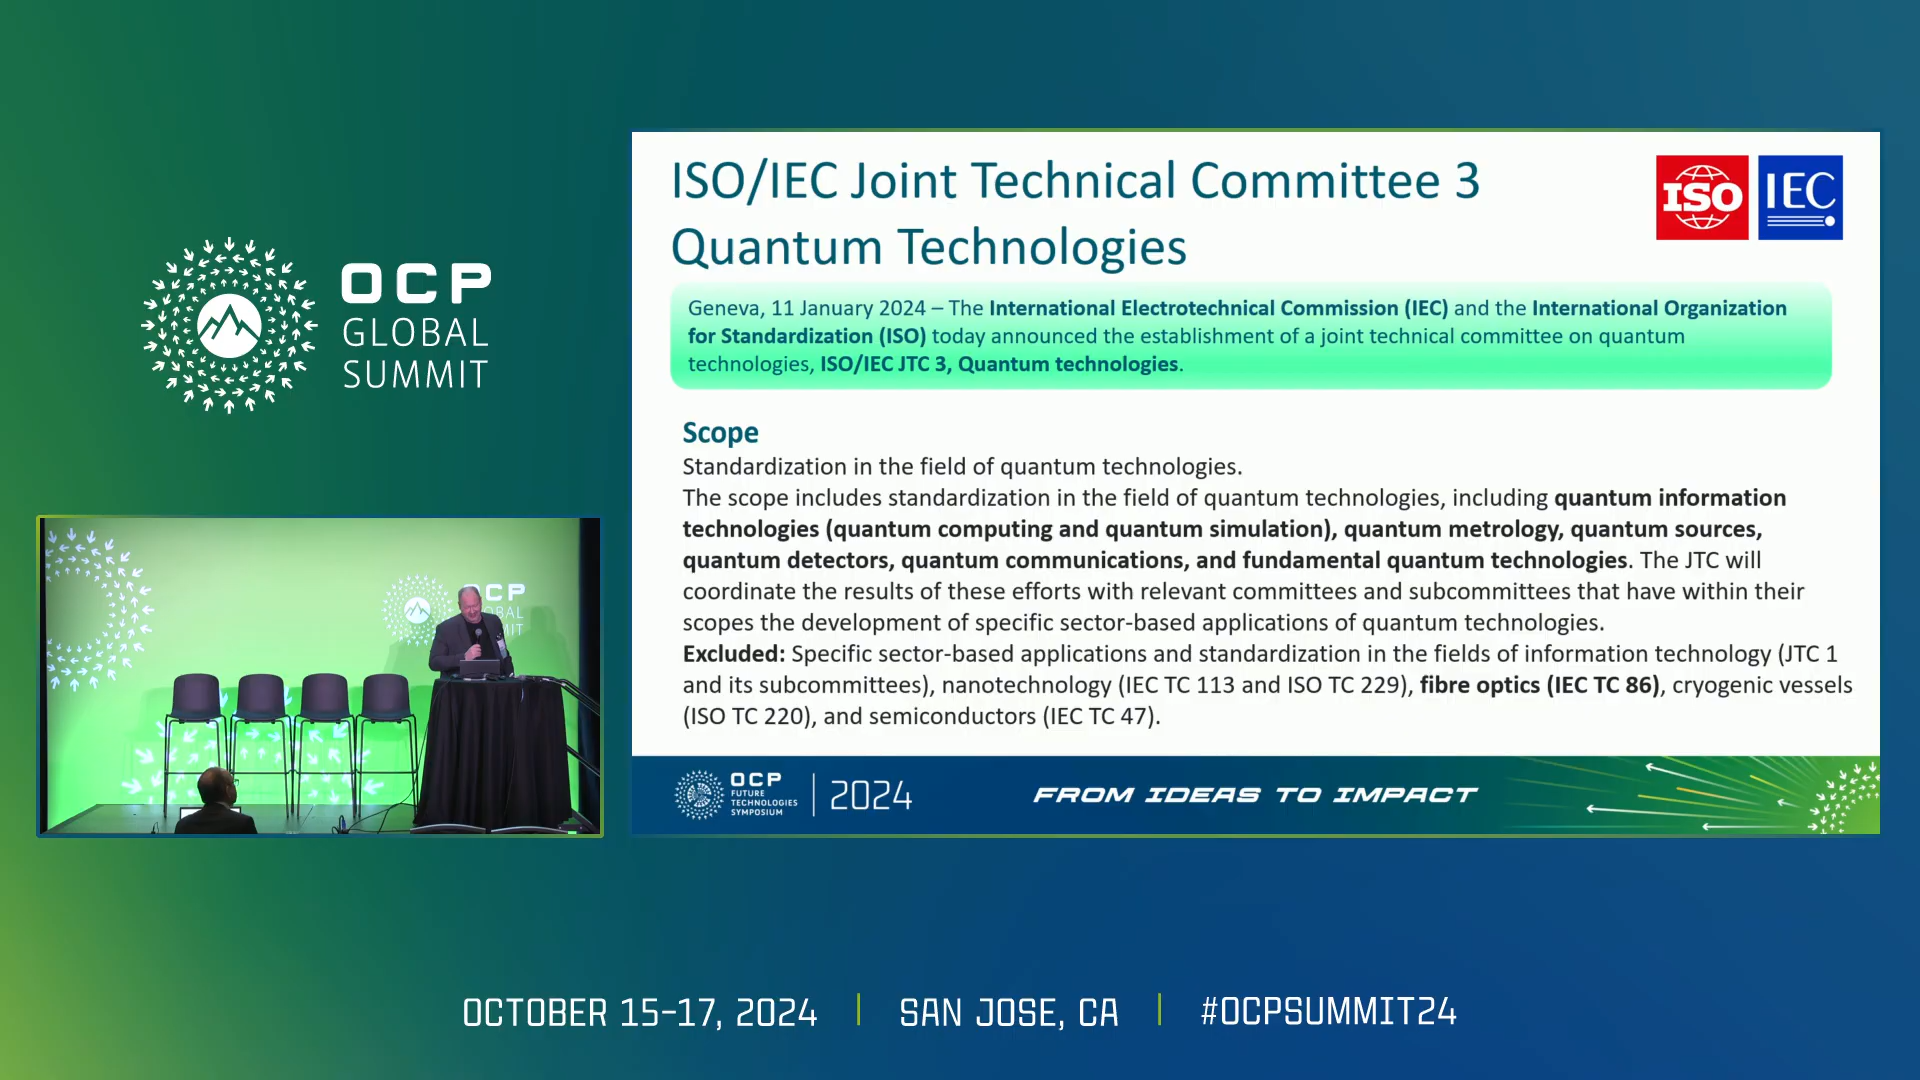 OCP
GLOBAL
SUMMIT
ISO/IEC Joint Technical Committee 3
Quantum Technologies
ISO
IEC
Geneva, 11 January 2024 – The International Electrotechnical Commission (IEC) and the International Organization
for Standardization (ISO) today announced the establishment of a joint technical committee on quantum
technologies, ISO/IEC JTC 3, Quantum technologies.
Scope
Standardization in the field of quantum technologies.
The scope includes standardization in the field of quantum technologies, including quantum information
technologies (quantum computing and quantum simulation), quantum metrology, quantum sources,
quantum detectors, quantum communications, and fundamental quantum technologies. The JTC will
coordinate the results of these efforts with relevant committees and subcommittees that have within their
scopes the development of specific sector-based applications of quantum technologies.
Excluded: Specific sector-based applications and standardization in the fields of information technology (JTC 1
and its subcommittees), nanotechnology (IEC TC 113 and ISO TC 229), fibre optics (IEC TC 86), cryogenic vessels
(ISO TC 220), and semiconductors (IEC TC 47).
OCP
FUTURE
TECHNOLOGIES
SYMPOSIUM
2024
FROM IDEAS TO IMPACT
OCTOBER 15-17, 2024
SAN JOSE, CA
#OCPSUMMIT24